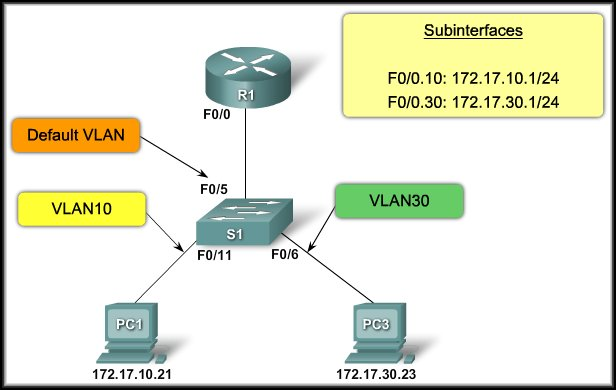 Subinterfaces
F0/0.10: 172.17.10.1/24
F0/0.30: 172.17.30.1/24
R1
F0/0
Default VLAN
F0/5
VLAN10
VLAN30
S1
F0/11
F0/6
PC1
PC3
172.17.10.21
172.17.30.23